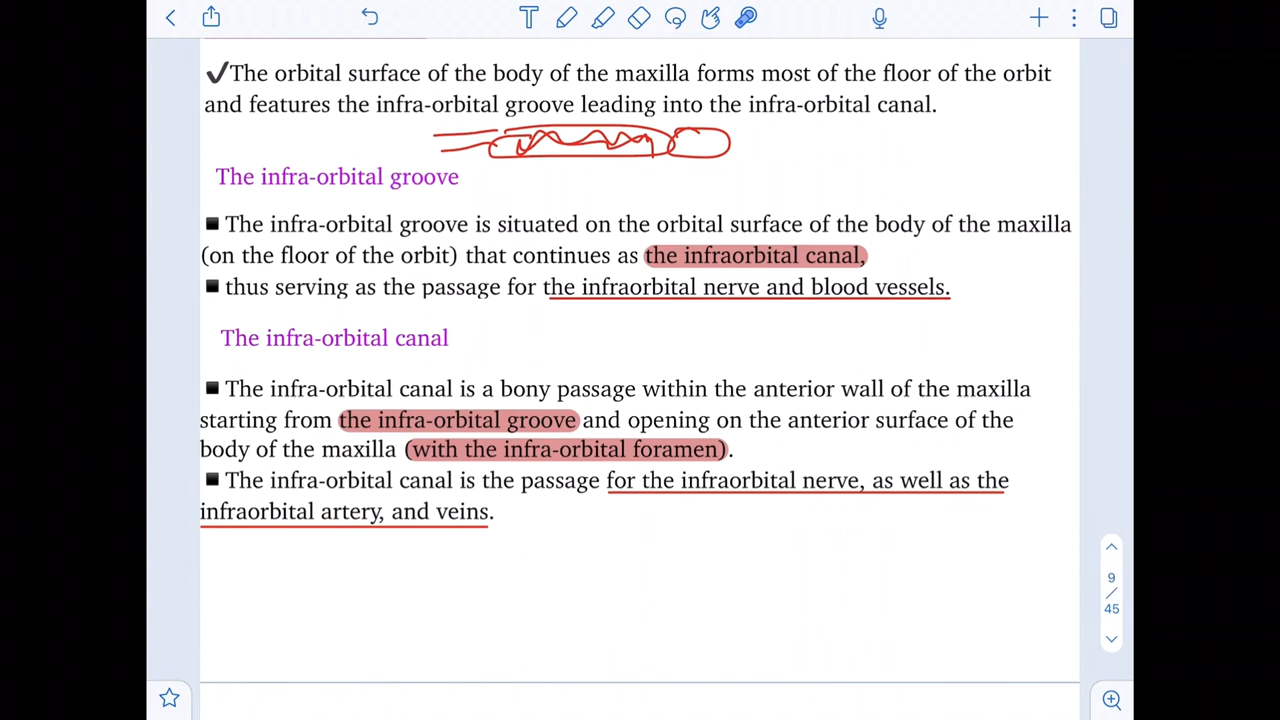 ✔The orbital surface of the body of the maxilla forms most of the floor of the orbit
and features the infra-orbital groove leading into the infra-orbital canal.
The infra-orbital groove
▪The infra-orbital groove is situated on the orbital surface of the body of the maxilla
(on the floor of the orbit) that continues as the infraorbital canal,
▪thus serving as the passage for the infraorbital nerve and blood vessels.
The infra-orbital canal
▪The infra-orbital canal is a bony passage within the anterior wall of the maxilla
starting from the infra-orbital groove and opening on the anterior surface of the
body of the maxilla (with the infra-orbital foramen).
▪The infra-orbital canal is the passage for the infraorbital nerve, as well as the
infraorbital artery, and veins.
9
/
45